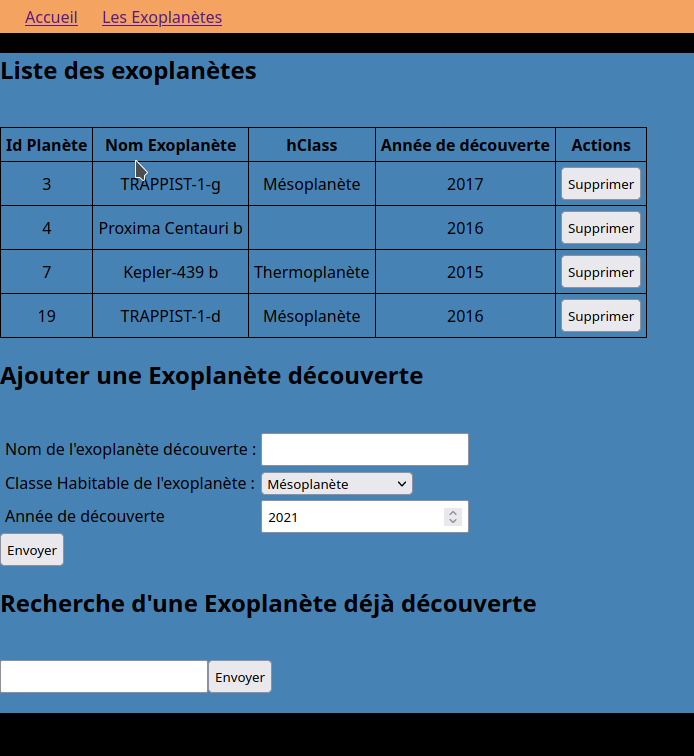 Accueil Les Exoplanètes
Liste des exoplanètes
Id Planète Nom Exoplanète hClass Année de découverte Actions
3 TRAPPIST-1-g Mésoplanète 2017 Supprimer
4 Proxima Centauri b 2016 Supprimer
7 Kepler-439 b Thermoplanète 2015 Supprimer
19 TRAPPIST-1-d Mésoplanète 2016 Supprimer
Ajouter une Exoplanète découverte
Nom de l'exoplanète découverte :
Classe Habitable de l'exoplanète : Mésoplanète
Année de découverte 2021
Envoyer
Recherche d'une Exoplanète déjà découverte
Envoyer